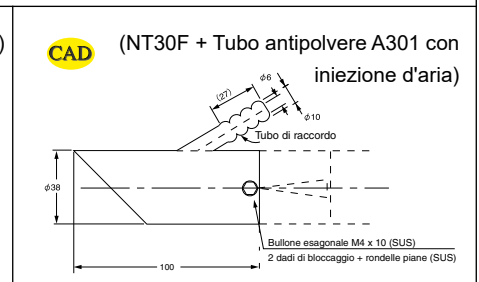 )
CAD
(NT30F + Tubo antipolvere A301 con
iniezione d'aria)
(27)
φ6
φ10
Tubo di raccordo
φ38
Bullone esagonale M4 x 10 (SUS)
2 dadi di bloccaggio + rondelle piane (SUS)
100